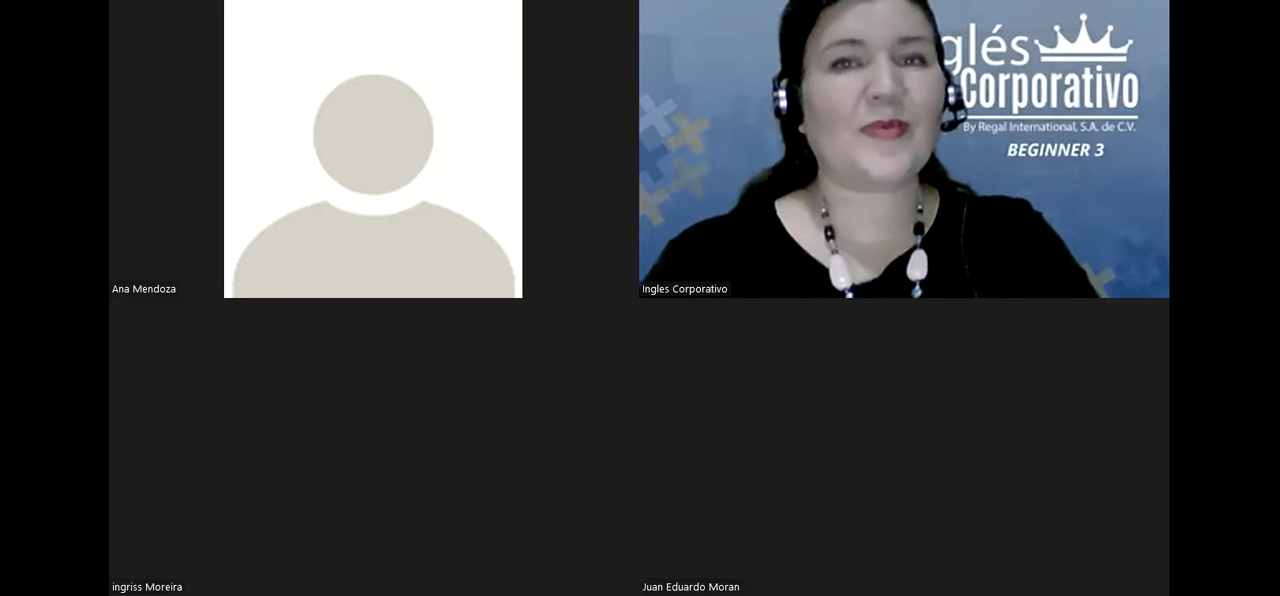 glés
Corporativo
By Regal International, S.A. de C.V.
BEGINNER 3
Ana Mendoza
Ingles Corporativo
ingriss Moreira
Juan Eduardo Moran